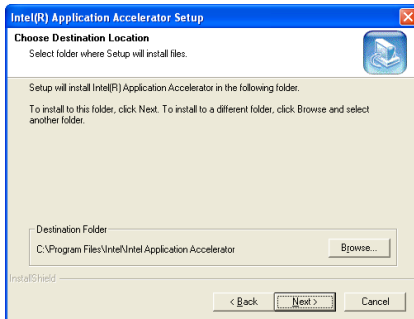 Intel(R) Application Accelerator Setup
Choose Destination Location
Select folder where Setup will install files.
Setup will install Intel(R) Application Accelerator in the following folder.
To install to this folder, click Next. To install to a different folder, click Browse and select
another folder.
Destination Folder
C:\Program Files\Intel\Intel Application Accelerator
Browse...
InstallShield
< Back
Next >
Cancel